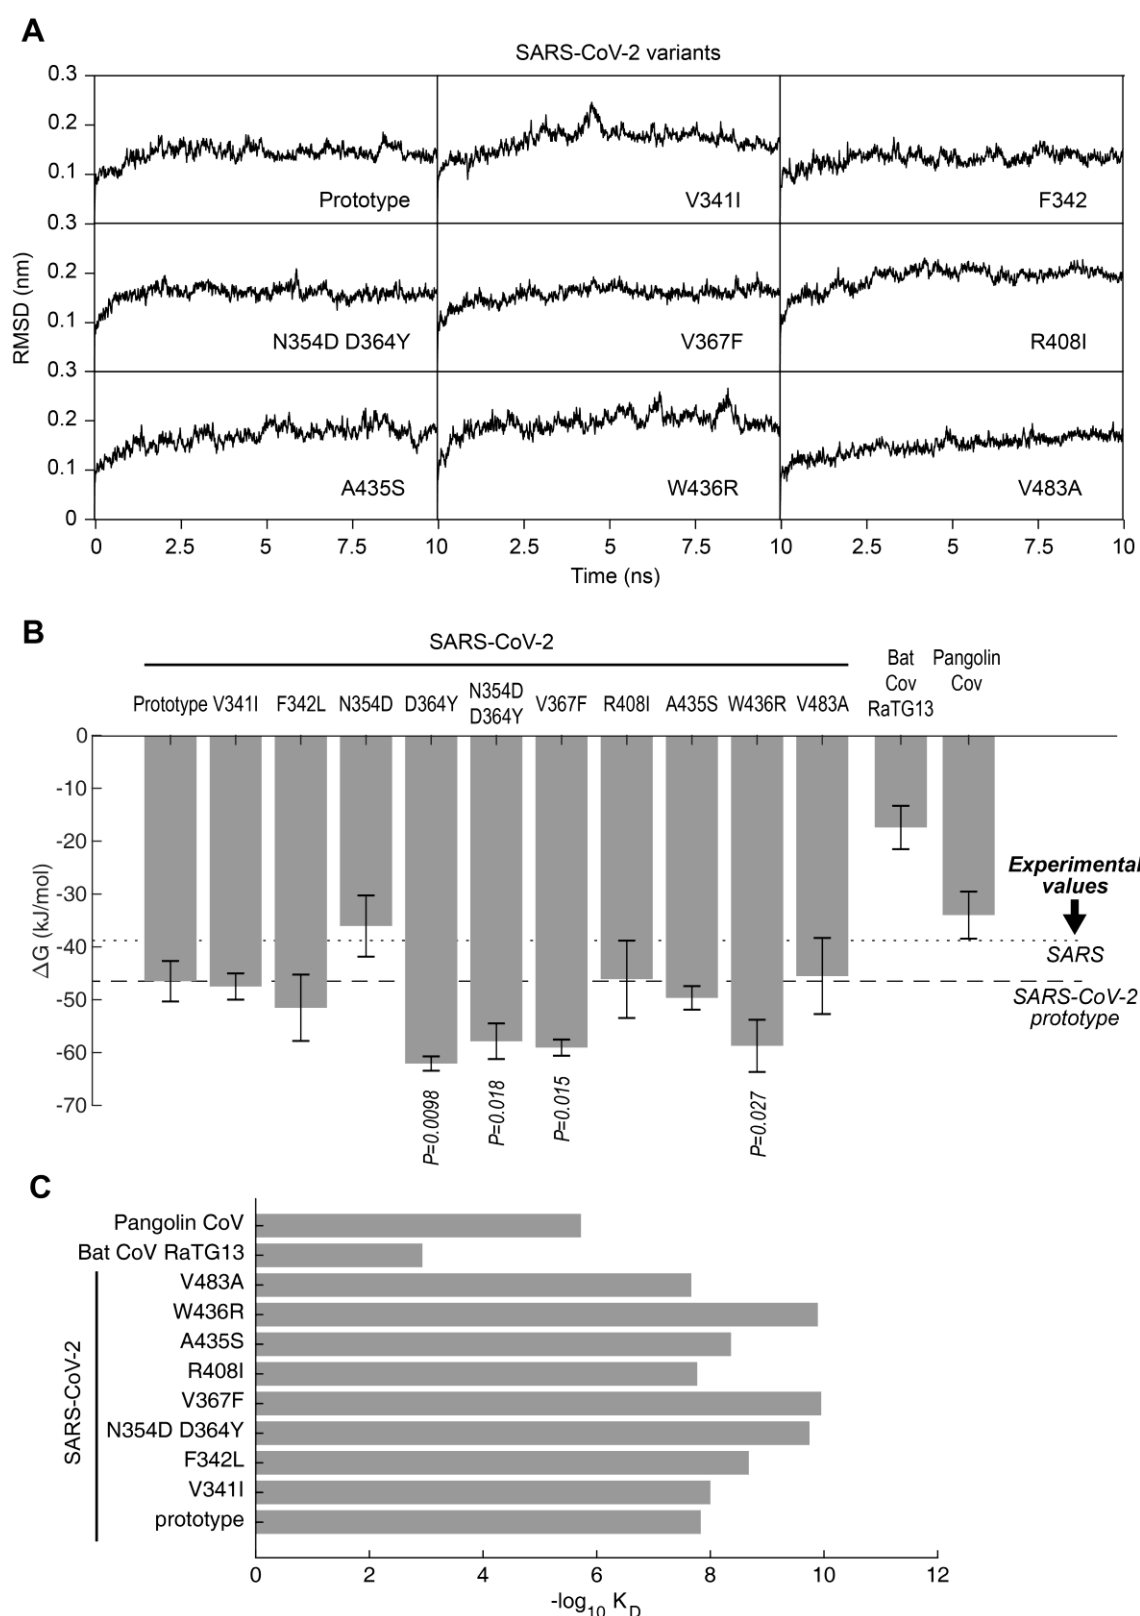 A
SARS-CoV-2 variants
0.3
0.2
0.1
Prototype
V341I
F342
0.3
0.2
0.1
RMSD (nm)
N354D D364Y
V367F
R408I
0.3
0.2
0.1
0
A435S
W436R
V483A
0 2.5 5 7.5 10 2.5 5 7.5 10 2.5 5 7.5 10
Time (ns)
B
SARS-CoV-2
Bat
Cov
RaTG13
Pangolin
Cov
Prototype V341I F342L N354D D364Y N354D
D364Y V367F R408I A435S W436R V483A
0
-10
-20
-30
-40
-50
-60
-70
ΔG (kJ/mol)
Experimental
values
SARS
SARS-CoV-2
prototype
P=0.0098
P=0.018
P=0.015
P=0.027
C
Pangolin CoV
Bat CoV RaTG13
V483A
W436R
A435S
R408I
V367F
N354D D364Y
F342L
V341I
prototype
SARS-CoV-2
0 2 4 6 8 10 12
-log10 KD